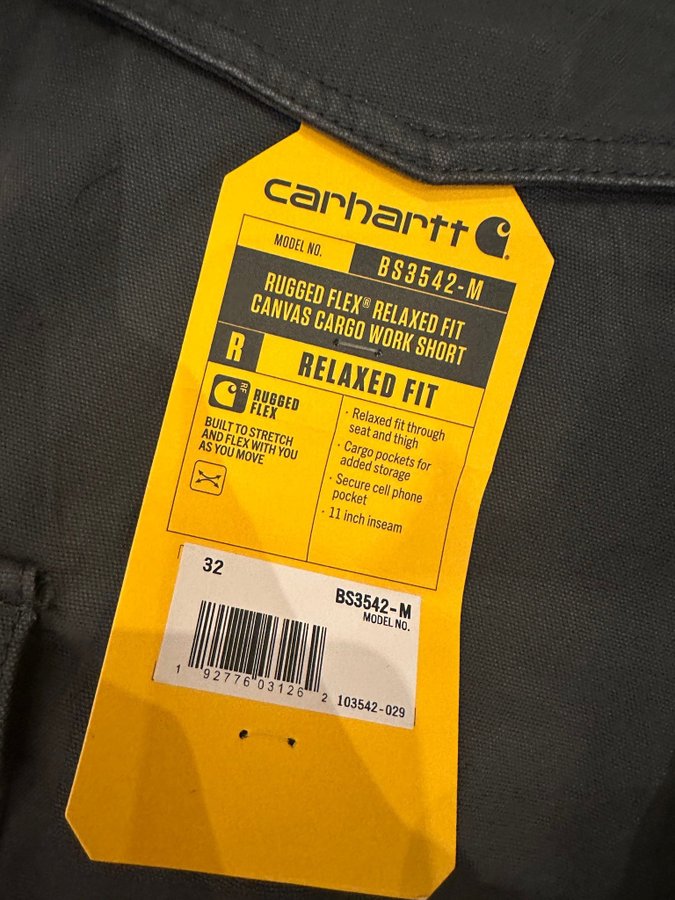 carhartt
MODEL NO.
BS3542-M
RUGGED FLEX® RELAXED FIT
CANVAS CARGO WORK SHORT
R
RELAXED FIT
RF
RUGGED
FLEX
BUILT TO STRETCH
AND FLEX WITH YOU
AS YOU MOVE
· Relaxed fit through
seat and thigh
· Cargo pockets for
added storage
· Secure cell phone
pocket
· 11 inch inseam
32
BS3542-M
MODEL NO.
1 92776 03126 2
103542-029